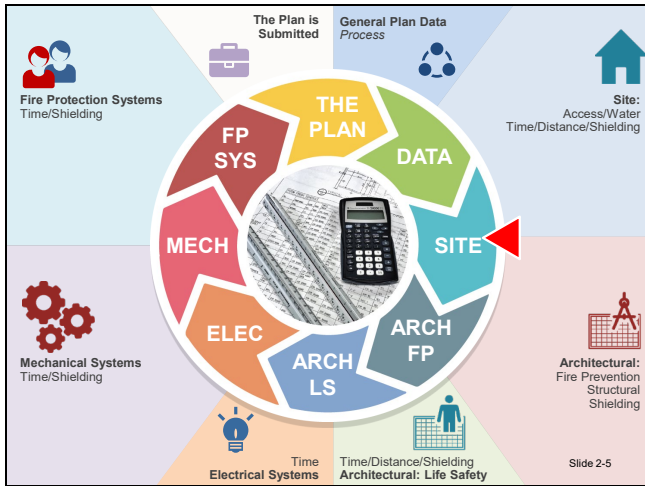 The Plan is
Submitted
General Plan Data
Process
Fire Protection Systems
Time/Shielding
Site:
Access/Water
Time/Distance/Shielding
THE
PLAN
DATA
SITE
ARCH
FP
ARCH
LS
ELEC
MECH
FP
SYS
Mechanical Systems
Time/Shielding
Architectural:
Fire Prevention
Structural
Shielding
Time
Electrical Systems
Time/Distance/Shielding
Architectural: Life Safety
Slide 2-5